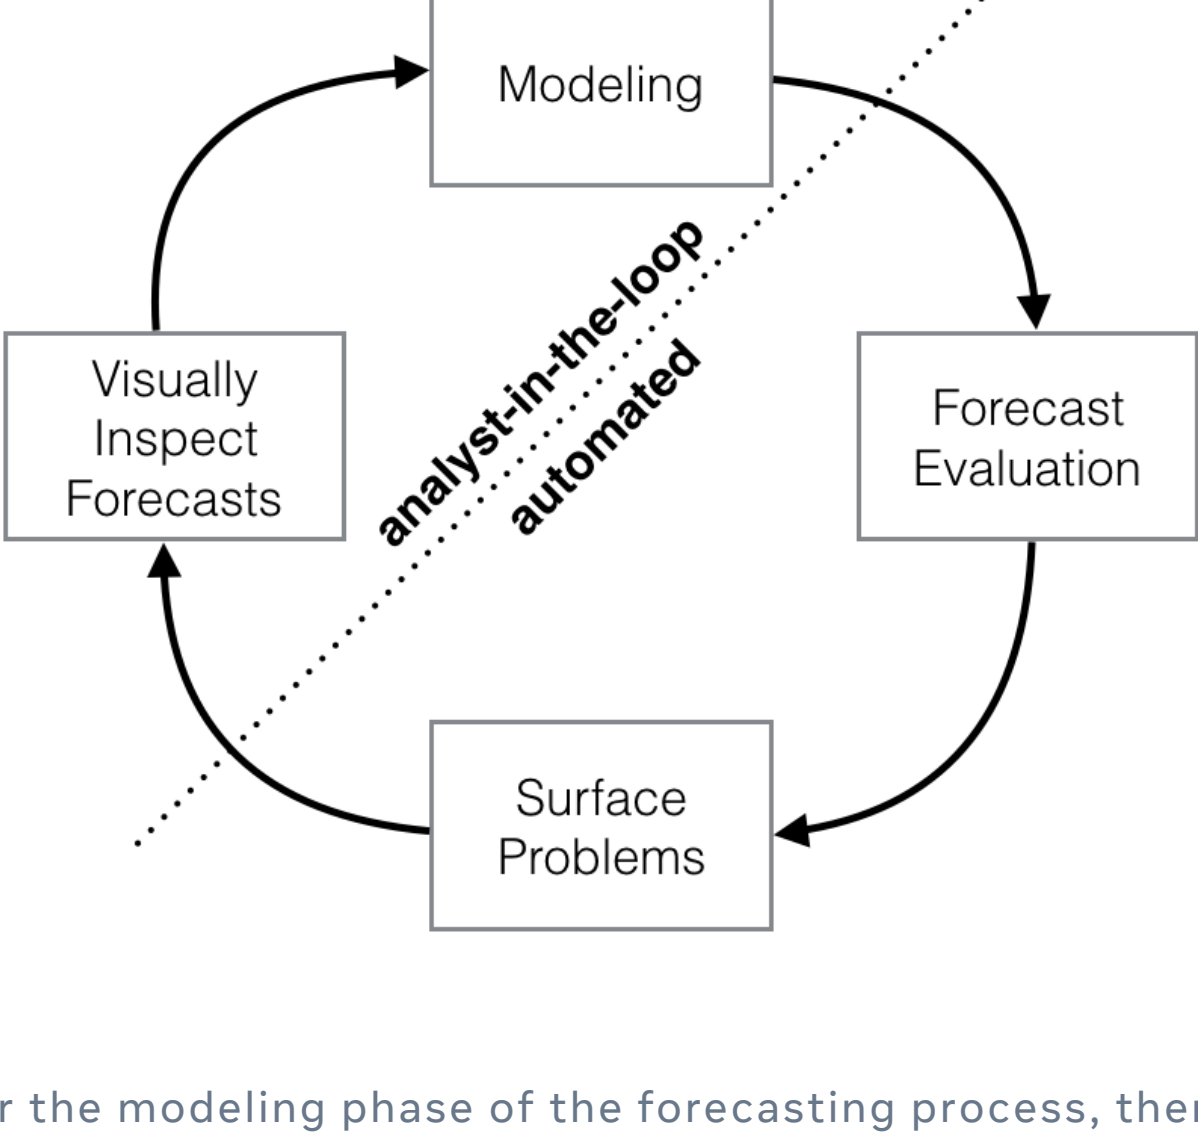 Modeling
analyst-in-the-loop
automated
Visually
Inspect
Forecasts
Forecast
Evaluation
Surface
Problems
the modeling phase of the forecasting process,